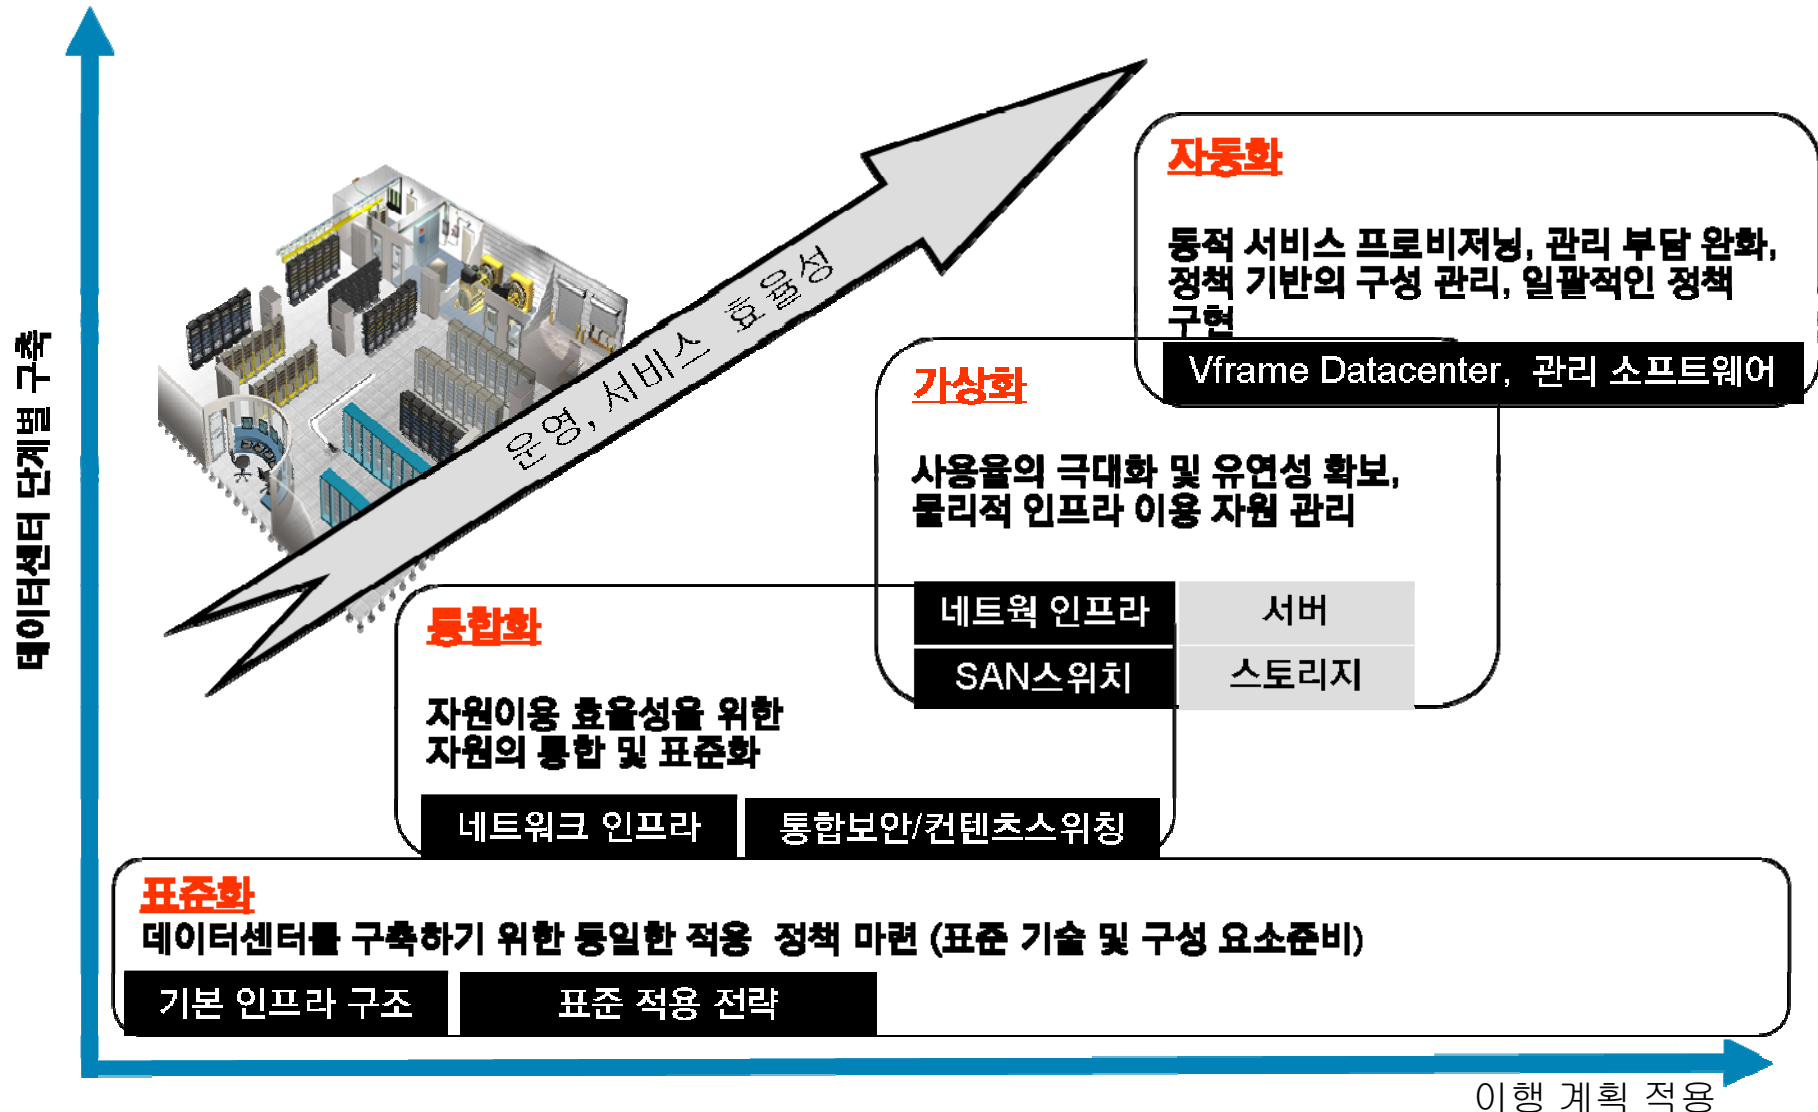 데이터센터 단계별 구축
운영, 서비스 효율성
자동화
동적 서비스 프로비저닝, 관리 부담 완화,
정책 기반의 구성 관리, 일괄적인 정책
구현
Vframe Datacenter, 관리 소프트웨어
가상화
사용율의 극대화 및 유연성 확보,
물리적 인프라 이용 자원 관리
네트웍 인프라 서버
SAN스위치 스토리지
통합화
자원이용 효율성을 위한
자원의 통합 및 표준화
네트워크 인프라 통합보안/컨텐츠스위칭
표준화
데이터센터를 구축하기 위한 동일한 적용 정책 마련 (표준 기술 및 구성 요소준비)
기본 인프라 구조 표준 적용 전략
이행 계획 적용